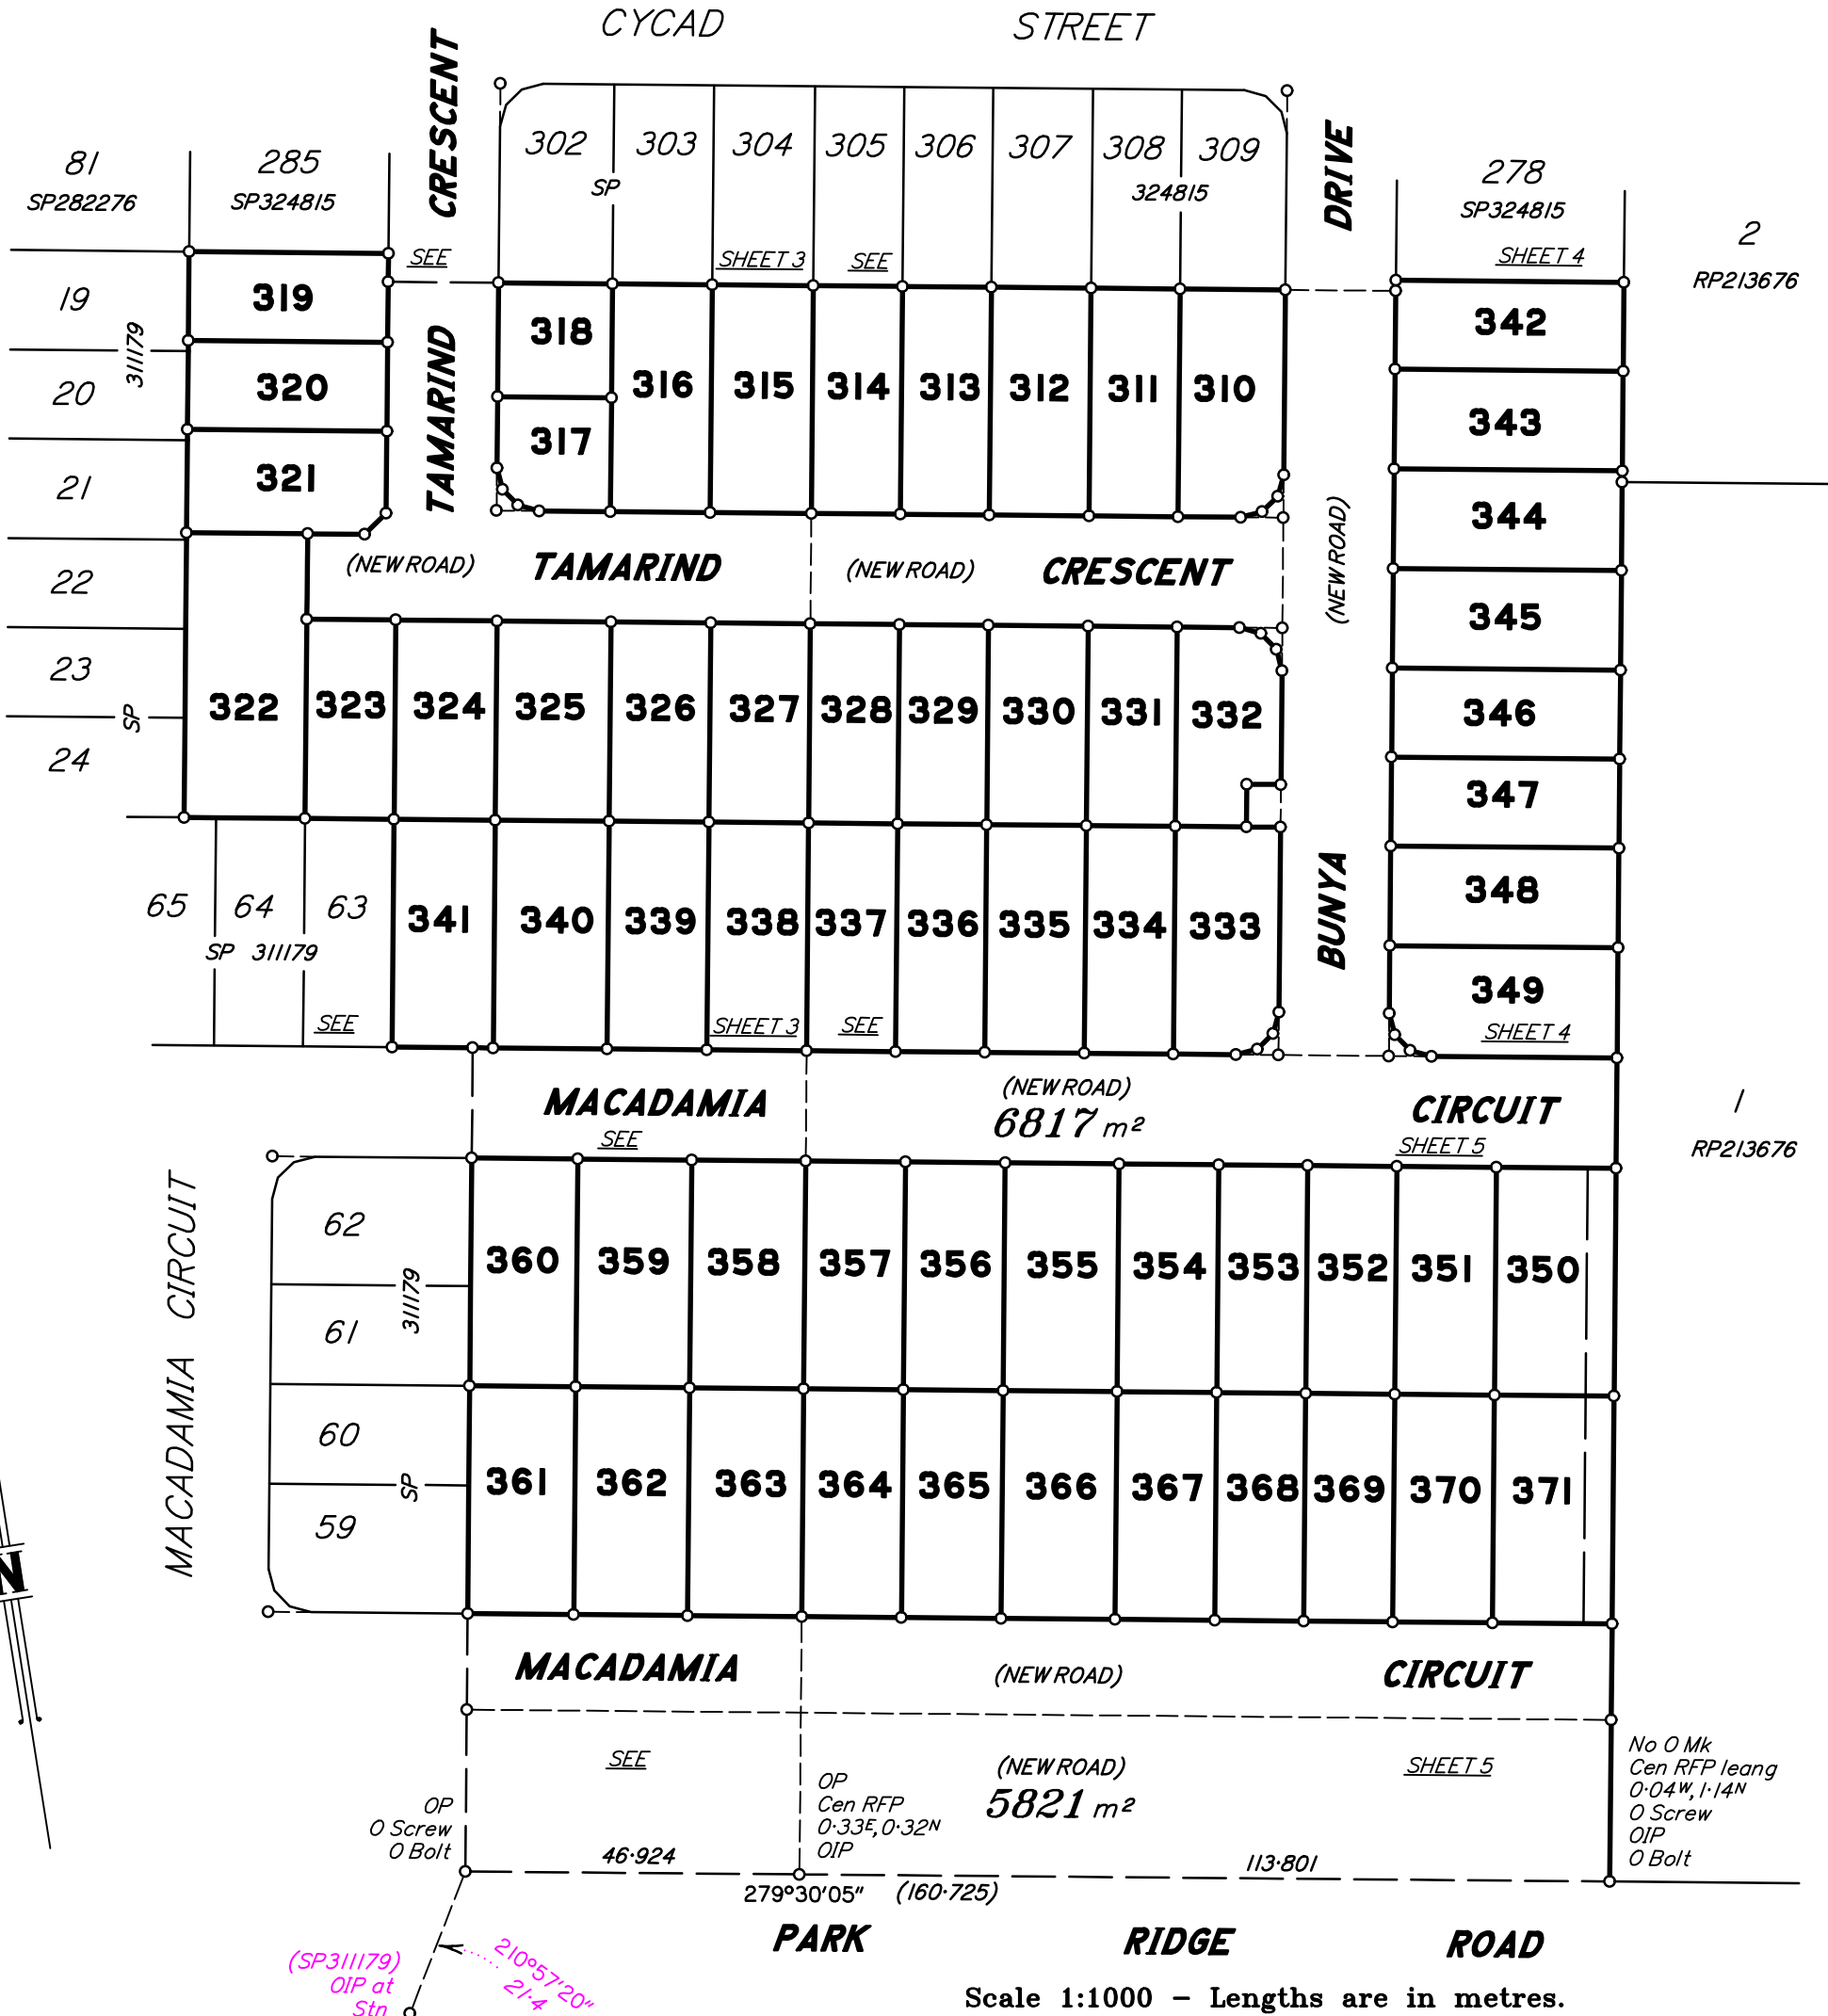 CYCAD STREET
CRESCENT
DRIVE
302 303 304 305 306 307 308 309
SP 324815
81
SP282276
285
SP324815
278
SP324815
2
RP213676
SEE SHEET 3 SEE SHEET 4
19
20
21
22
23
24
311179
SP
319
320
321
TAMARIND
318
317
316 315 314 313 312 311 310
342
343
344
345
346
347
348
349
SHEET 4
(NEW ROAD) TAMARIND (NEW ROAD) CRESCENT
(NEW ROAD)
BUNYA
322 323 324 325 326 327 328 329 330 331 332
65 64 63
SP 311179
341 340 339 338 337 336 335 334 333
SEE SHEET 3 SEE
MACADAMIA (NEW ROAD) CIRCUIT
6817 m²
SEE SHEET 5
1
RP213676
MACADAMIA CIRCUIT
62
61
60
59
311179
SP
360 359 358 357 356 355 354 353 352 351 350
361 362 363 364 365 366 367 368 369 370 371
N
MACADAMIA (NEW ROAD) CIRCUIT
SEE (NEW ROAD) SHEET 5
5821 m²
OP
O Screw
O Bolt
OP
Cen RFP
0·33E, 0·32N
OIP
No O Mk
Cen RFP leang
0·04W, 1·14N
O Screw
OIP
O Bolt
46·924 113·801
279°30'05" (160·725)
PARK RIDGE ROAD
(SP311179)
OIP at
Stn
210°57'20"
21·4
Scale 1:1000 – Lengths are in metres.